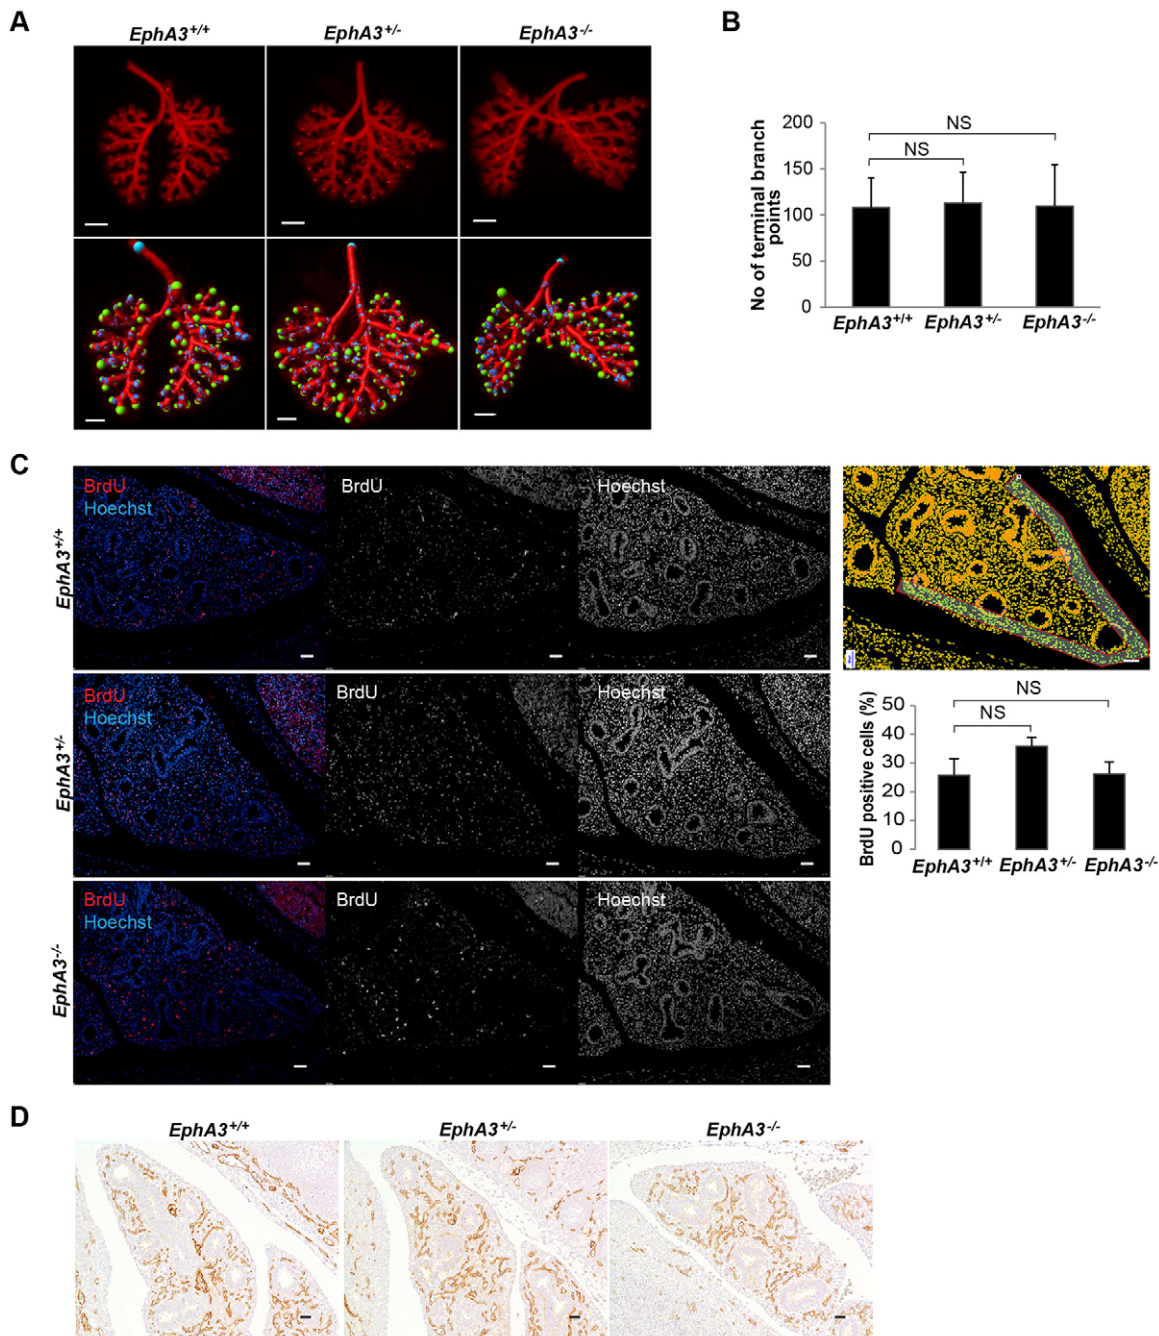 A
EphA3+/+
EphA3+/-
EphA3-/-
B
No of terminal branch
points
200
150
100
50
0
NS
NS
EphA3+/+
EphA3+/-
EphA3-/-
C
EphA3+/+
BrdU
Hoechst
BrdU
Hoechst
EphA3+/-
BrdU
Hoechst
BrdU
Hoechst
EphA3-/-
BrdU
Hoechst
BrdU
Hoechst
BrdU positive cells (%)
50
40
30
20
10
0
NS
NS
EphA3+/+
EphA3+/-
EphA3-/-
D
EphA3+/+
EphA3+/-
EphA3-/-